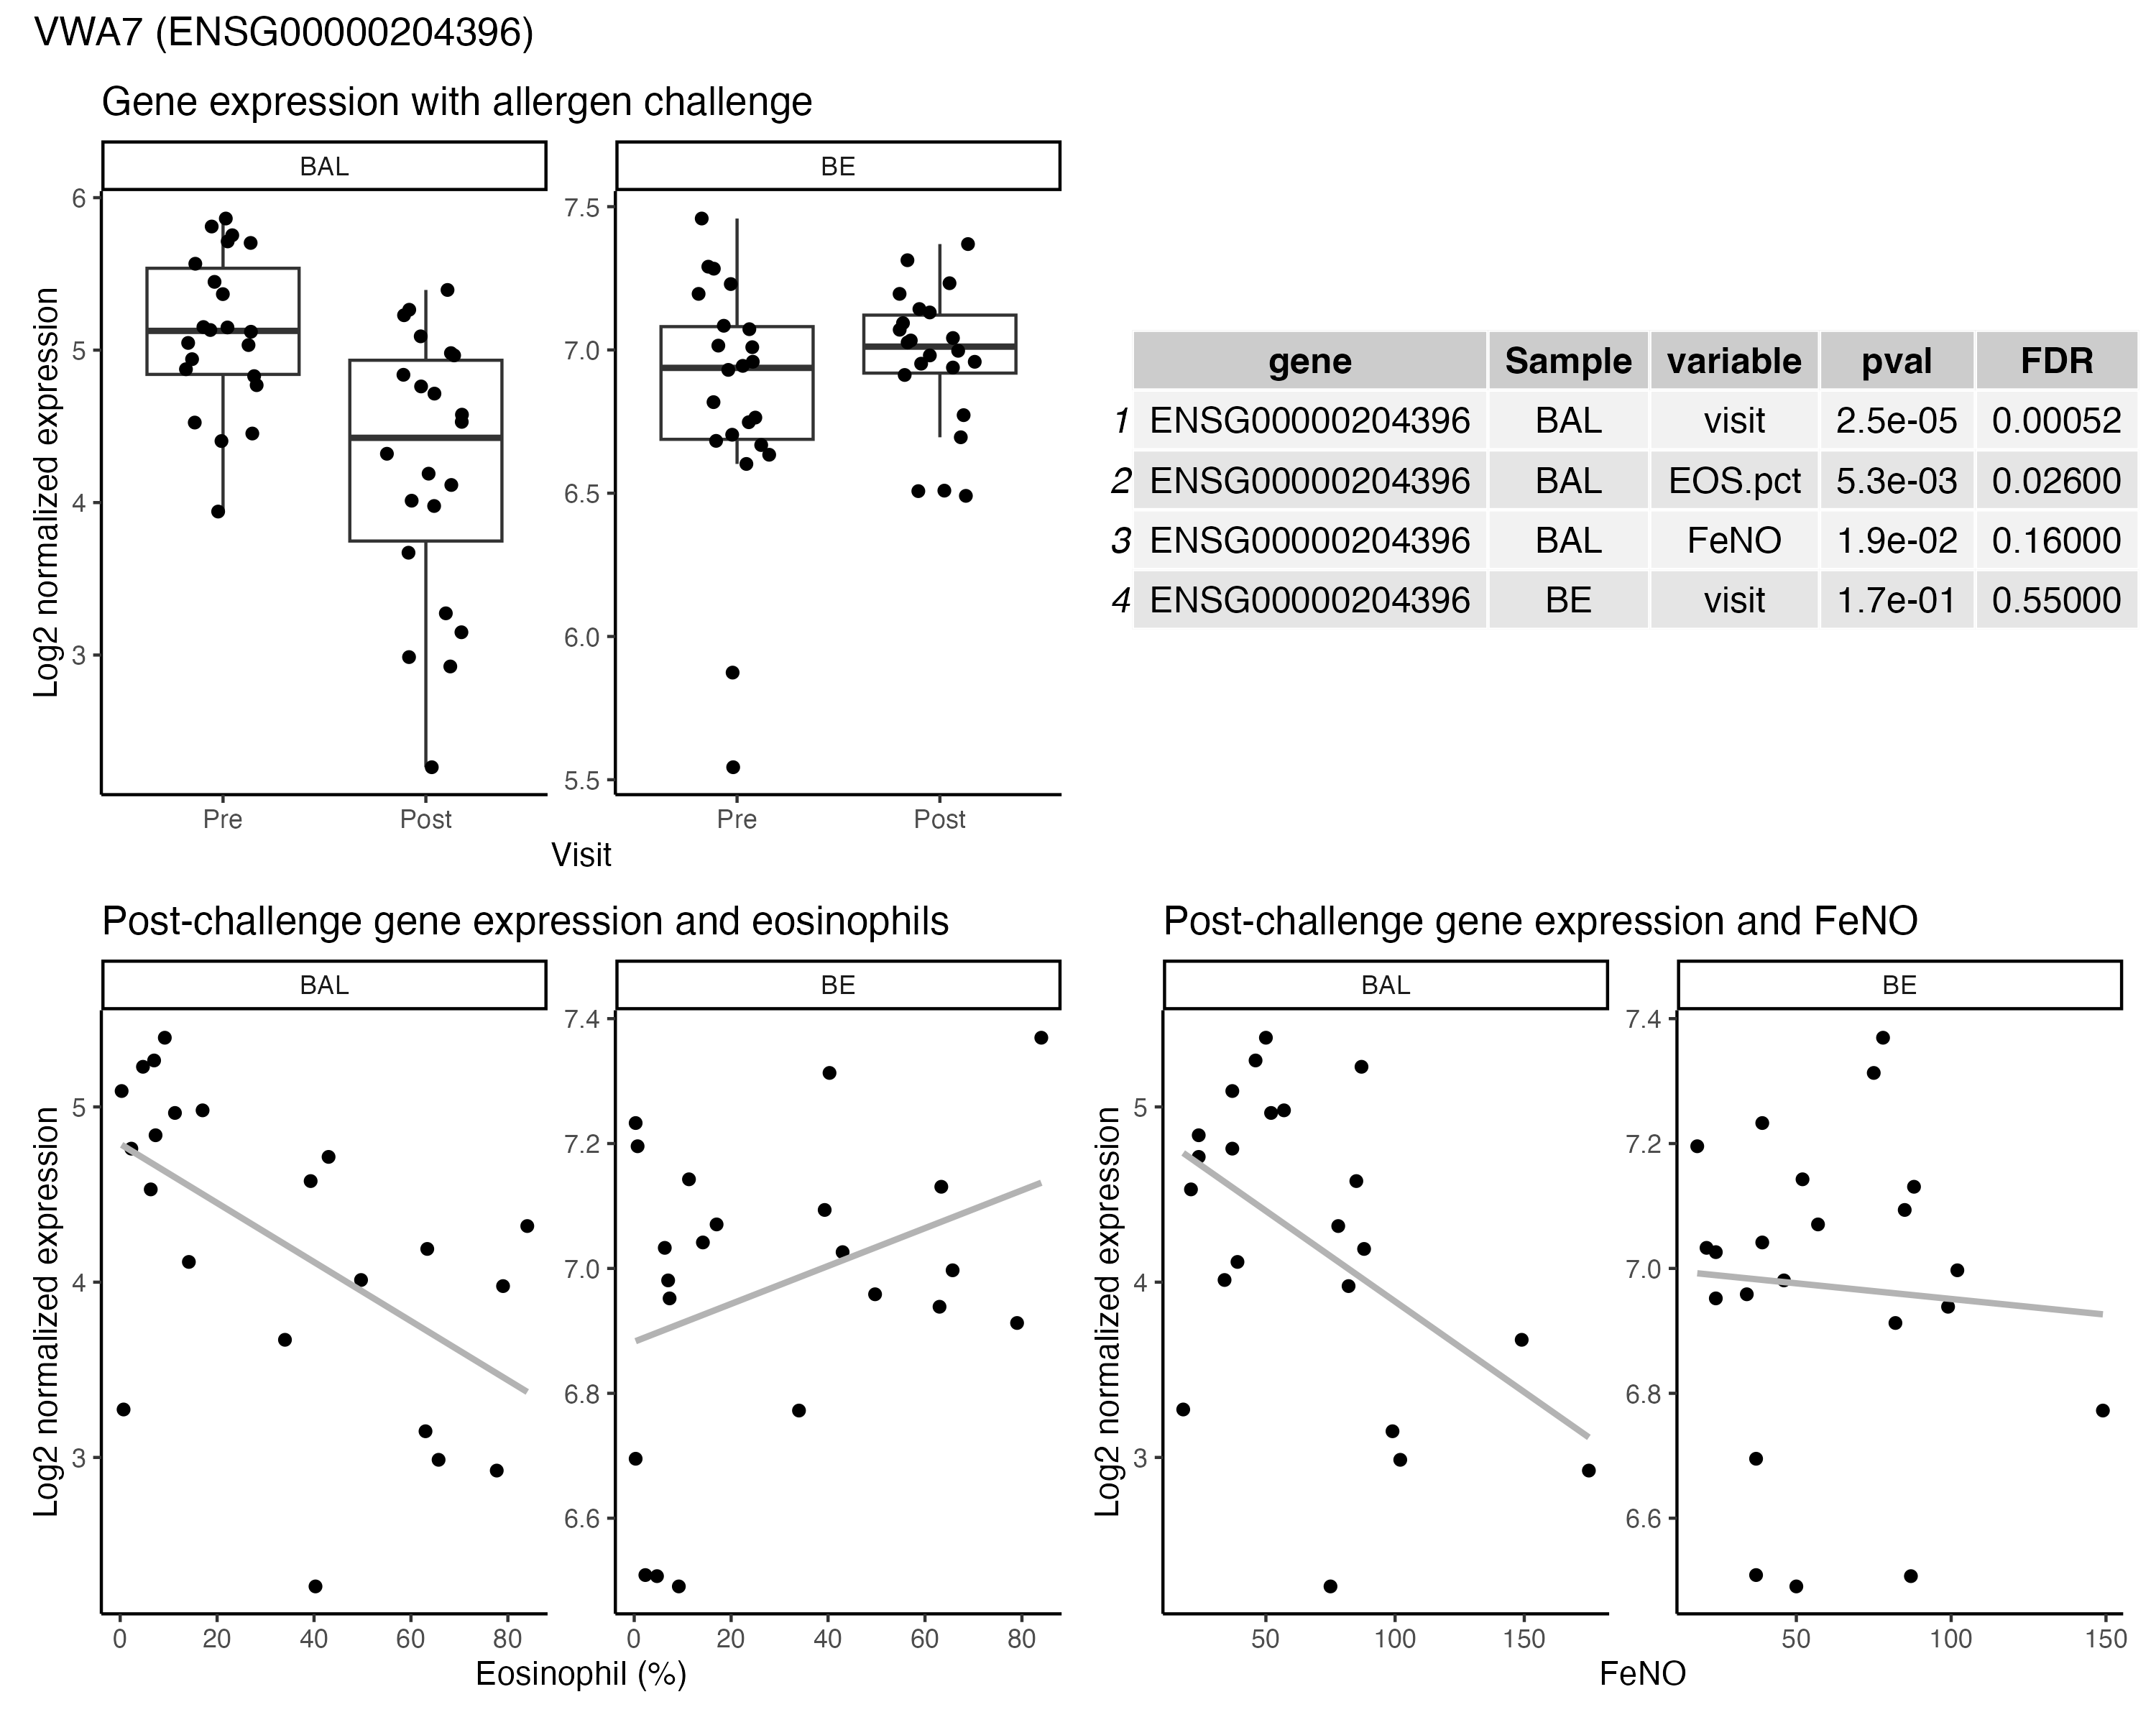 VWA7 (ENSG00000204396)
Gene expression with allergen challenge
BAL
BE
Log2 normalized expression
6
5
4
3
7.5
7.0
6.5
6.0
5.5
Pre
Post
Pre
Post
Visit
gene Sample variable pval FDR
1 ENSG00000204396 BAL visit 2.5e-05 0.00052
2 ENSG00000204396 BAL EOS.pct 5.3e-03 0.02600
3 ENSG00000204396 BAL FeNO 1.9e-02 0.16000
4 ENSG00000204396 BE visit 1.7e-01 0.55000
Post-challenge gene expression and eosinophils
BAL
BE
Log2 normalized expression
5
4
3
7.4
7.2
7.0
6.8
6.6
0 20 40 60 80
0 20 40 60 80
Eosinophil (%)
Post-challenge gene expression and FeNO
BAL
BE
Log2 normalized expression
5
4
3
7.4
7.2
7.0
6.8
6.6
50 100 150
50 100 150
FeNO